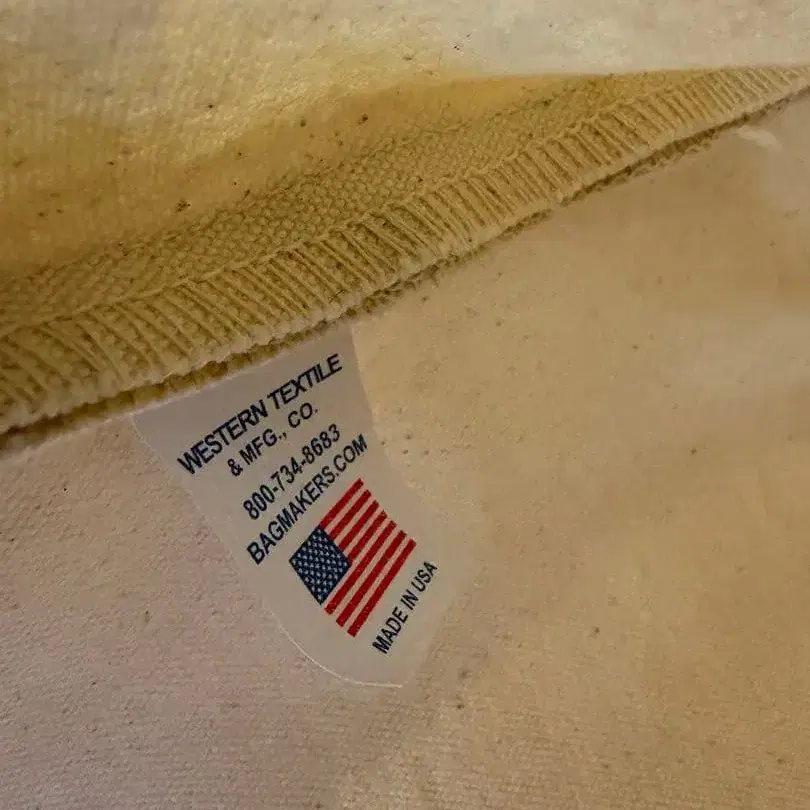 WESTERN TEXTILE
& MFG., CO.
800-734-8683
BAGMAKERS.COM
MADE IN USA